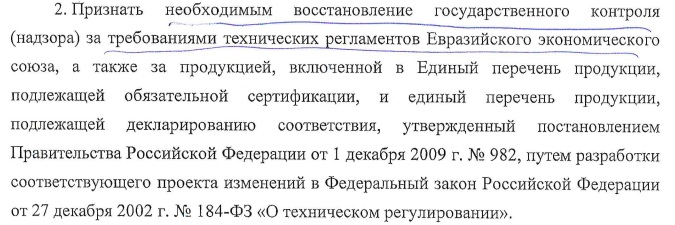 2. Признать необходимым восстановление государственного контроля
(надзора) за требованиями технических регламентов Евразийского экономического
союза, а также за продукцией, включенной в Единый перечень продукции,
подлежащей обязательной сертификации, и единый перечень продукции,
подлежащей декларированию соответствия, утвержденный постановлением
Правительства Российской Федерации от 1 декабря 2009 г. № 982, путем разработки
соответствующего проекта изменений в Федеральный закон Российской Федерации
от 27 декабря 2002 г. № 184-ФЗ «О техническом регулировании».